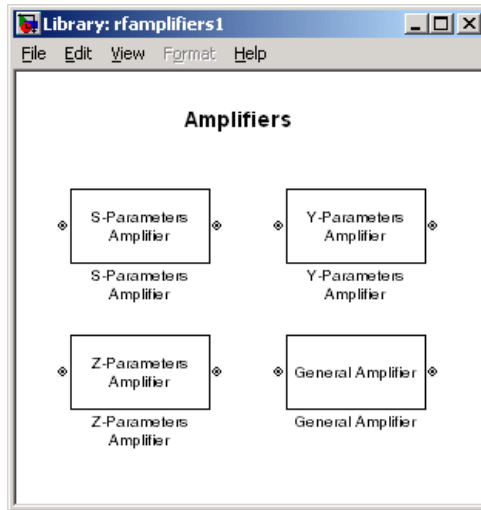 Library: rfamplifiers1
File Edit View Format Help
Amplifiers
S-Parameters
Amplifier
S-Parameters
Amplifier
Y-Parameters
Amplifier
Y-Parameters
Amplifier
Z-Parameters
Amplifier
Z-Parameters
Amplifier
General Amplifier
General Amplifier